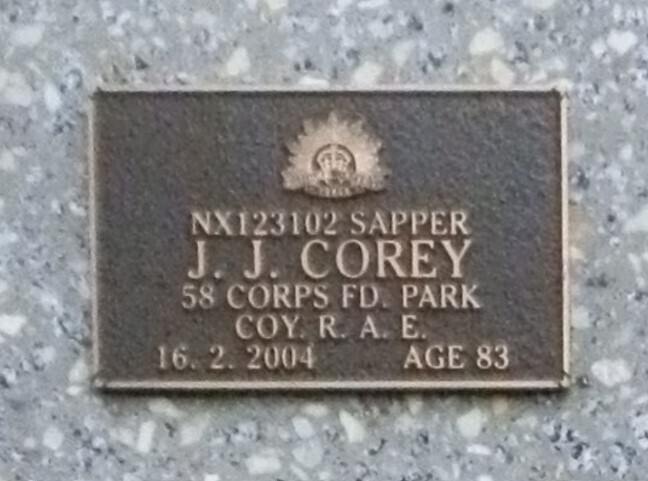 NX123102 SAPPER
J. J. COREY
58 CORPS FD. PARK
COY. R. A. E.
16. 2. 2004 AGE 83